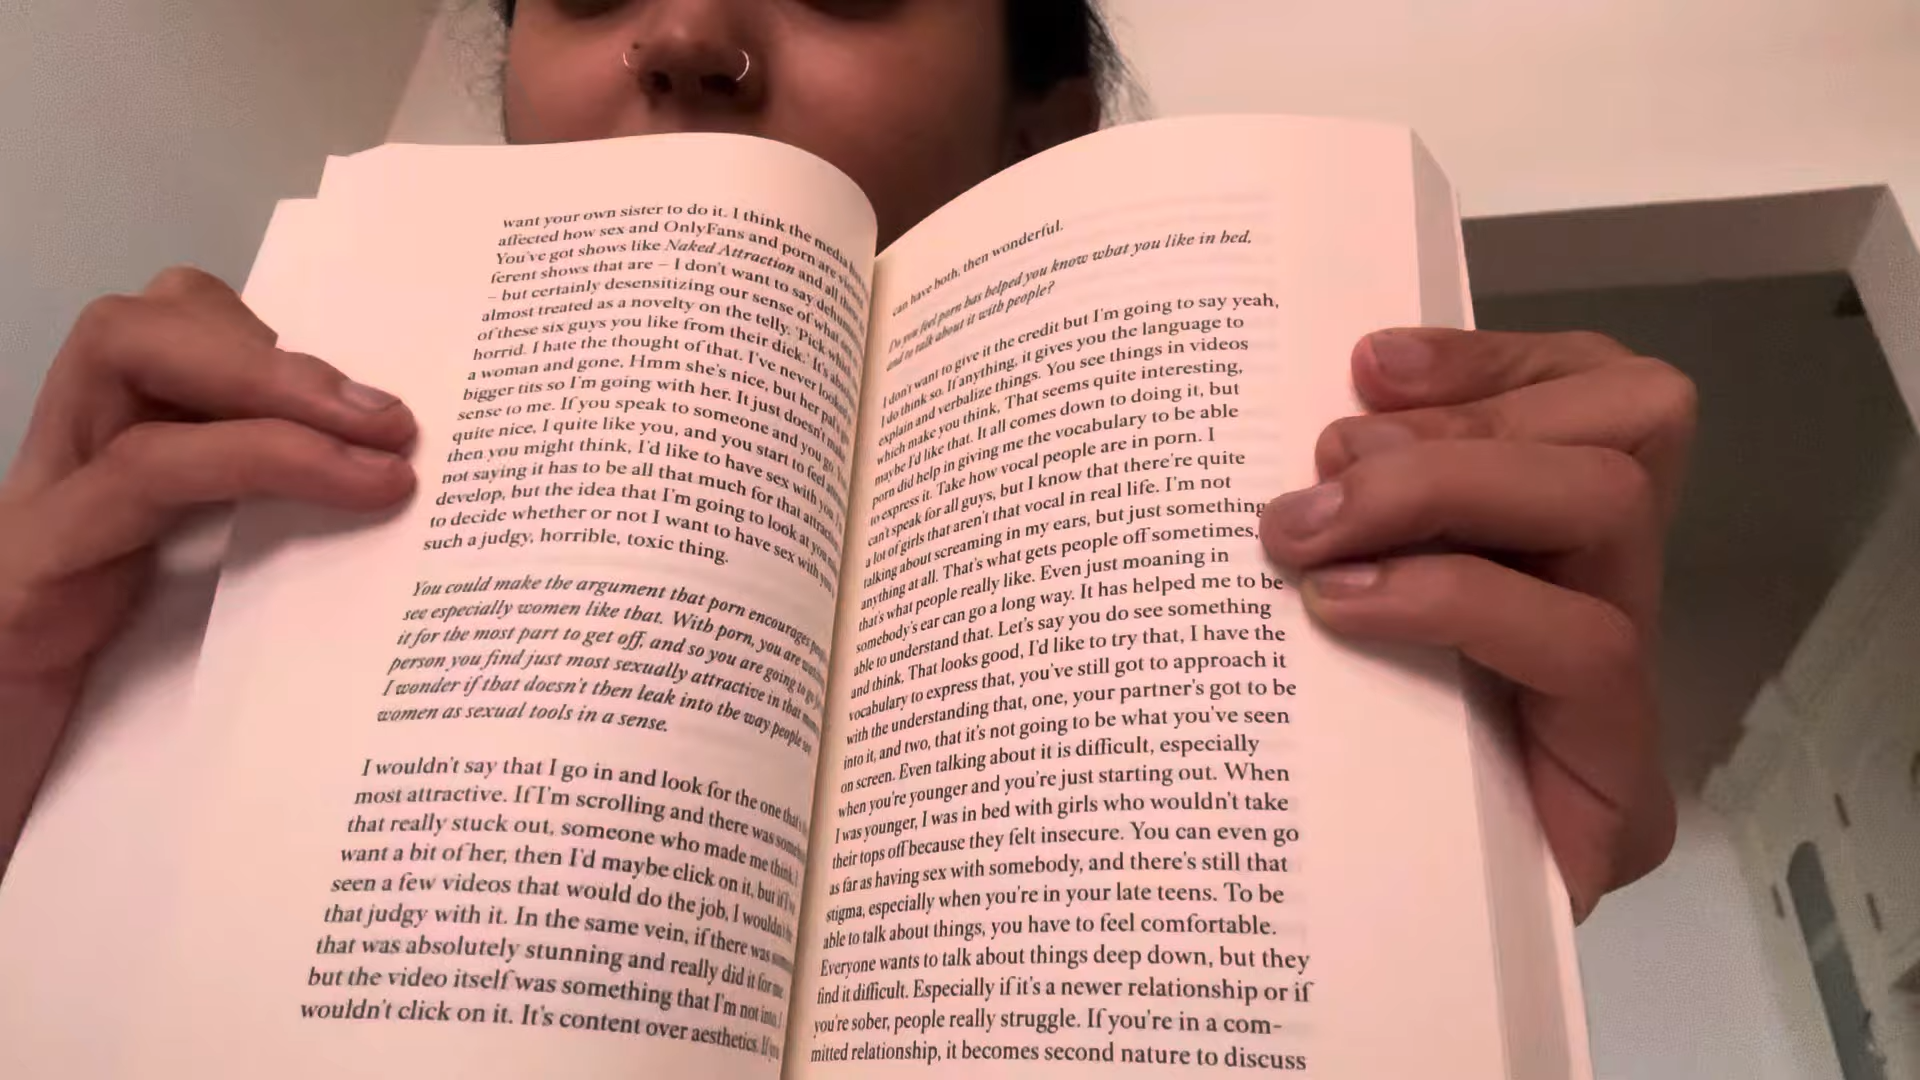 want your own sister to do it. I think the media
affected how sex and OnlyFans and porn are viewed
You've got shows like Naked Attraction and all
ferent shows that are – I don't want to say
– but certainly desensitizing our sense of what
almost treated as a novelty on the telly. 'Pick which
of these six guys you like from their dick.' It's
horrid. I hate the thought of that. I've never looked
a woman and gone, Hmm she's nice, but her pal's
bigger tits so I'm going with her. It just doesn't make
sense to me. If you speak to someone and you go
quite nice, I quite like you, and you start to feel
then you might think, I'd like to have sex with you.
not saying it has to be all that much for that
develop, but the idea that I'm going to look at you
to decide whether or not I want to have sex with you
such a judgy, horrible, toxic thing.
You could make the argument that porn encourages
see especially women like that. With porn, you are
it for the most part to get off, and so you are going to
person you find just most sexually attractive in that
I wonder if that doesn't then leak into the way people see
women as sexual tools in a sense.
I wouldn't say that I go in and look for the one
most attractive. If I'm scrolling and there was
that really stuck out, someone who made me think,
want a bit of her, then I'd maybe click on it, but if
seen a few videos that would do the job, I
that judgy with it. In the same vein, if there was
that was absolutely stunning and really did it for me
but the video itself was something that I'm not into,
wouldn't click on it. It's content over aesthetics.
can have both, then wonderful.
Do you feel porn has helped you know what you like in bed,
and to talk about it with people?
I don't want to give it the credit but I'm going to say yeah,
I do think so. If anything, it gives you the language to
explain and verbalize things. You see things in videos
which make you think, That seems quite interesting,
maybe I'd like that. It all comes down to doing it, but
porn did help in giving me the vocabulary to be able
to express it. Take how vocal people are in porn. I
can't speak for all guys, but I know that there're quite
a lot of girls that aren't that vocal in real life. I'm not
talking about screaming in my ears, but just something,
anything at all. That's what gets people off sometimes,
that's what people really like. Even just moaning in
somebody's ear can go a long way. It has helped me to be
able to understand that. Let's say you do see something
and think, That looks good, I'd like to try that, I have the
vocabulary to express that, you've still got to approach it
with the understanding that, one, your partner's got to be
into it, and two, that it's not going to be what you've seen
on screen. Even talking about it is difficult, especially
when you're younger and you're just starting out. When
I was younger, I was in bed with girls who wouldn't take
their tops off because they felt insecure. You can even go
as far as having sex with somebody, and there's still that
stigma, especially when you're in your late teens. To be
able to talk about things, you have to feel comfortable.
Everyone wants to talk about things deep down, but they
find it difficult. Especially if it's a newer relationship or if
you're sober, people really struggle. If you're in a com-
mitted relationship, it becomes second nature to discuss